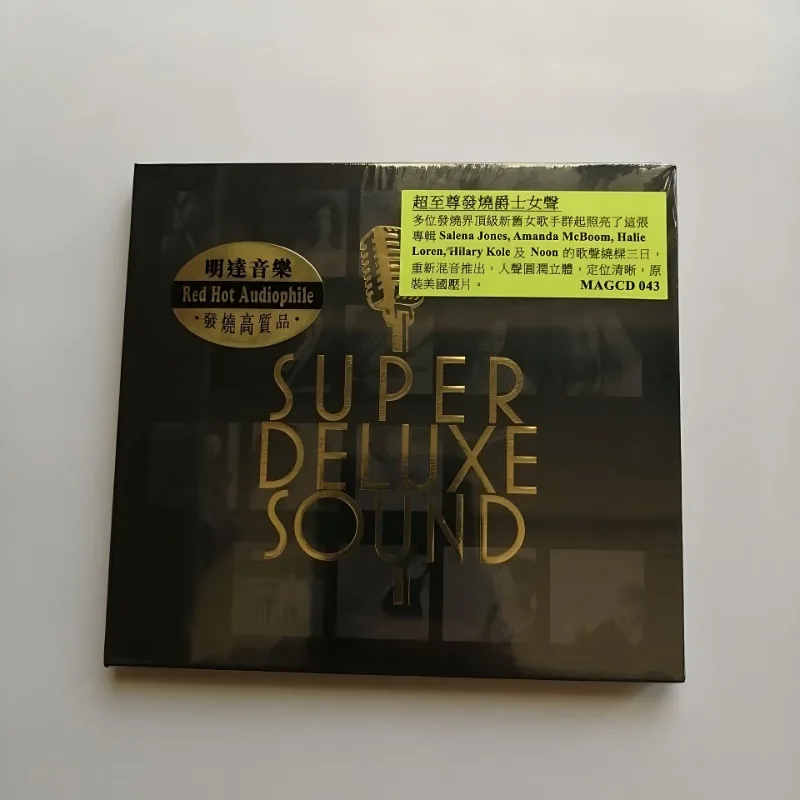 超至尊發燒爵士女聲
多位發燒界頂級新舊女歌手群起照亮了這張
專輯 Salena Jones, Amanda McBoom, Halie
Loren, Hilary Kole 及 Noon 的歌聲繞樑三日，
重新混音推出，人聲圓潤立體，定位清晰，原
裝美國壓片。 MAGCD 043
明達音樂
Red Hot Audiophile
·發燒高質品·
SUPER
DELUXE
SOUND